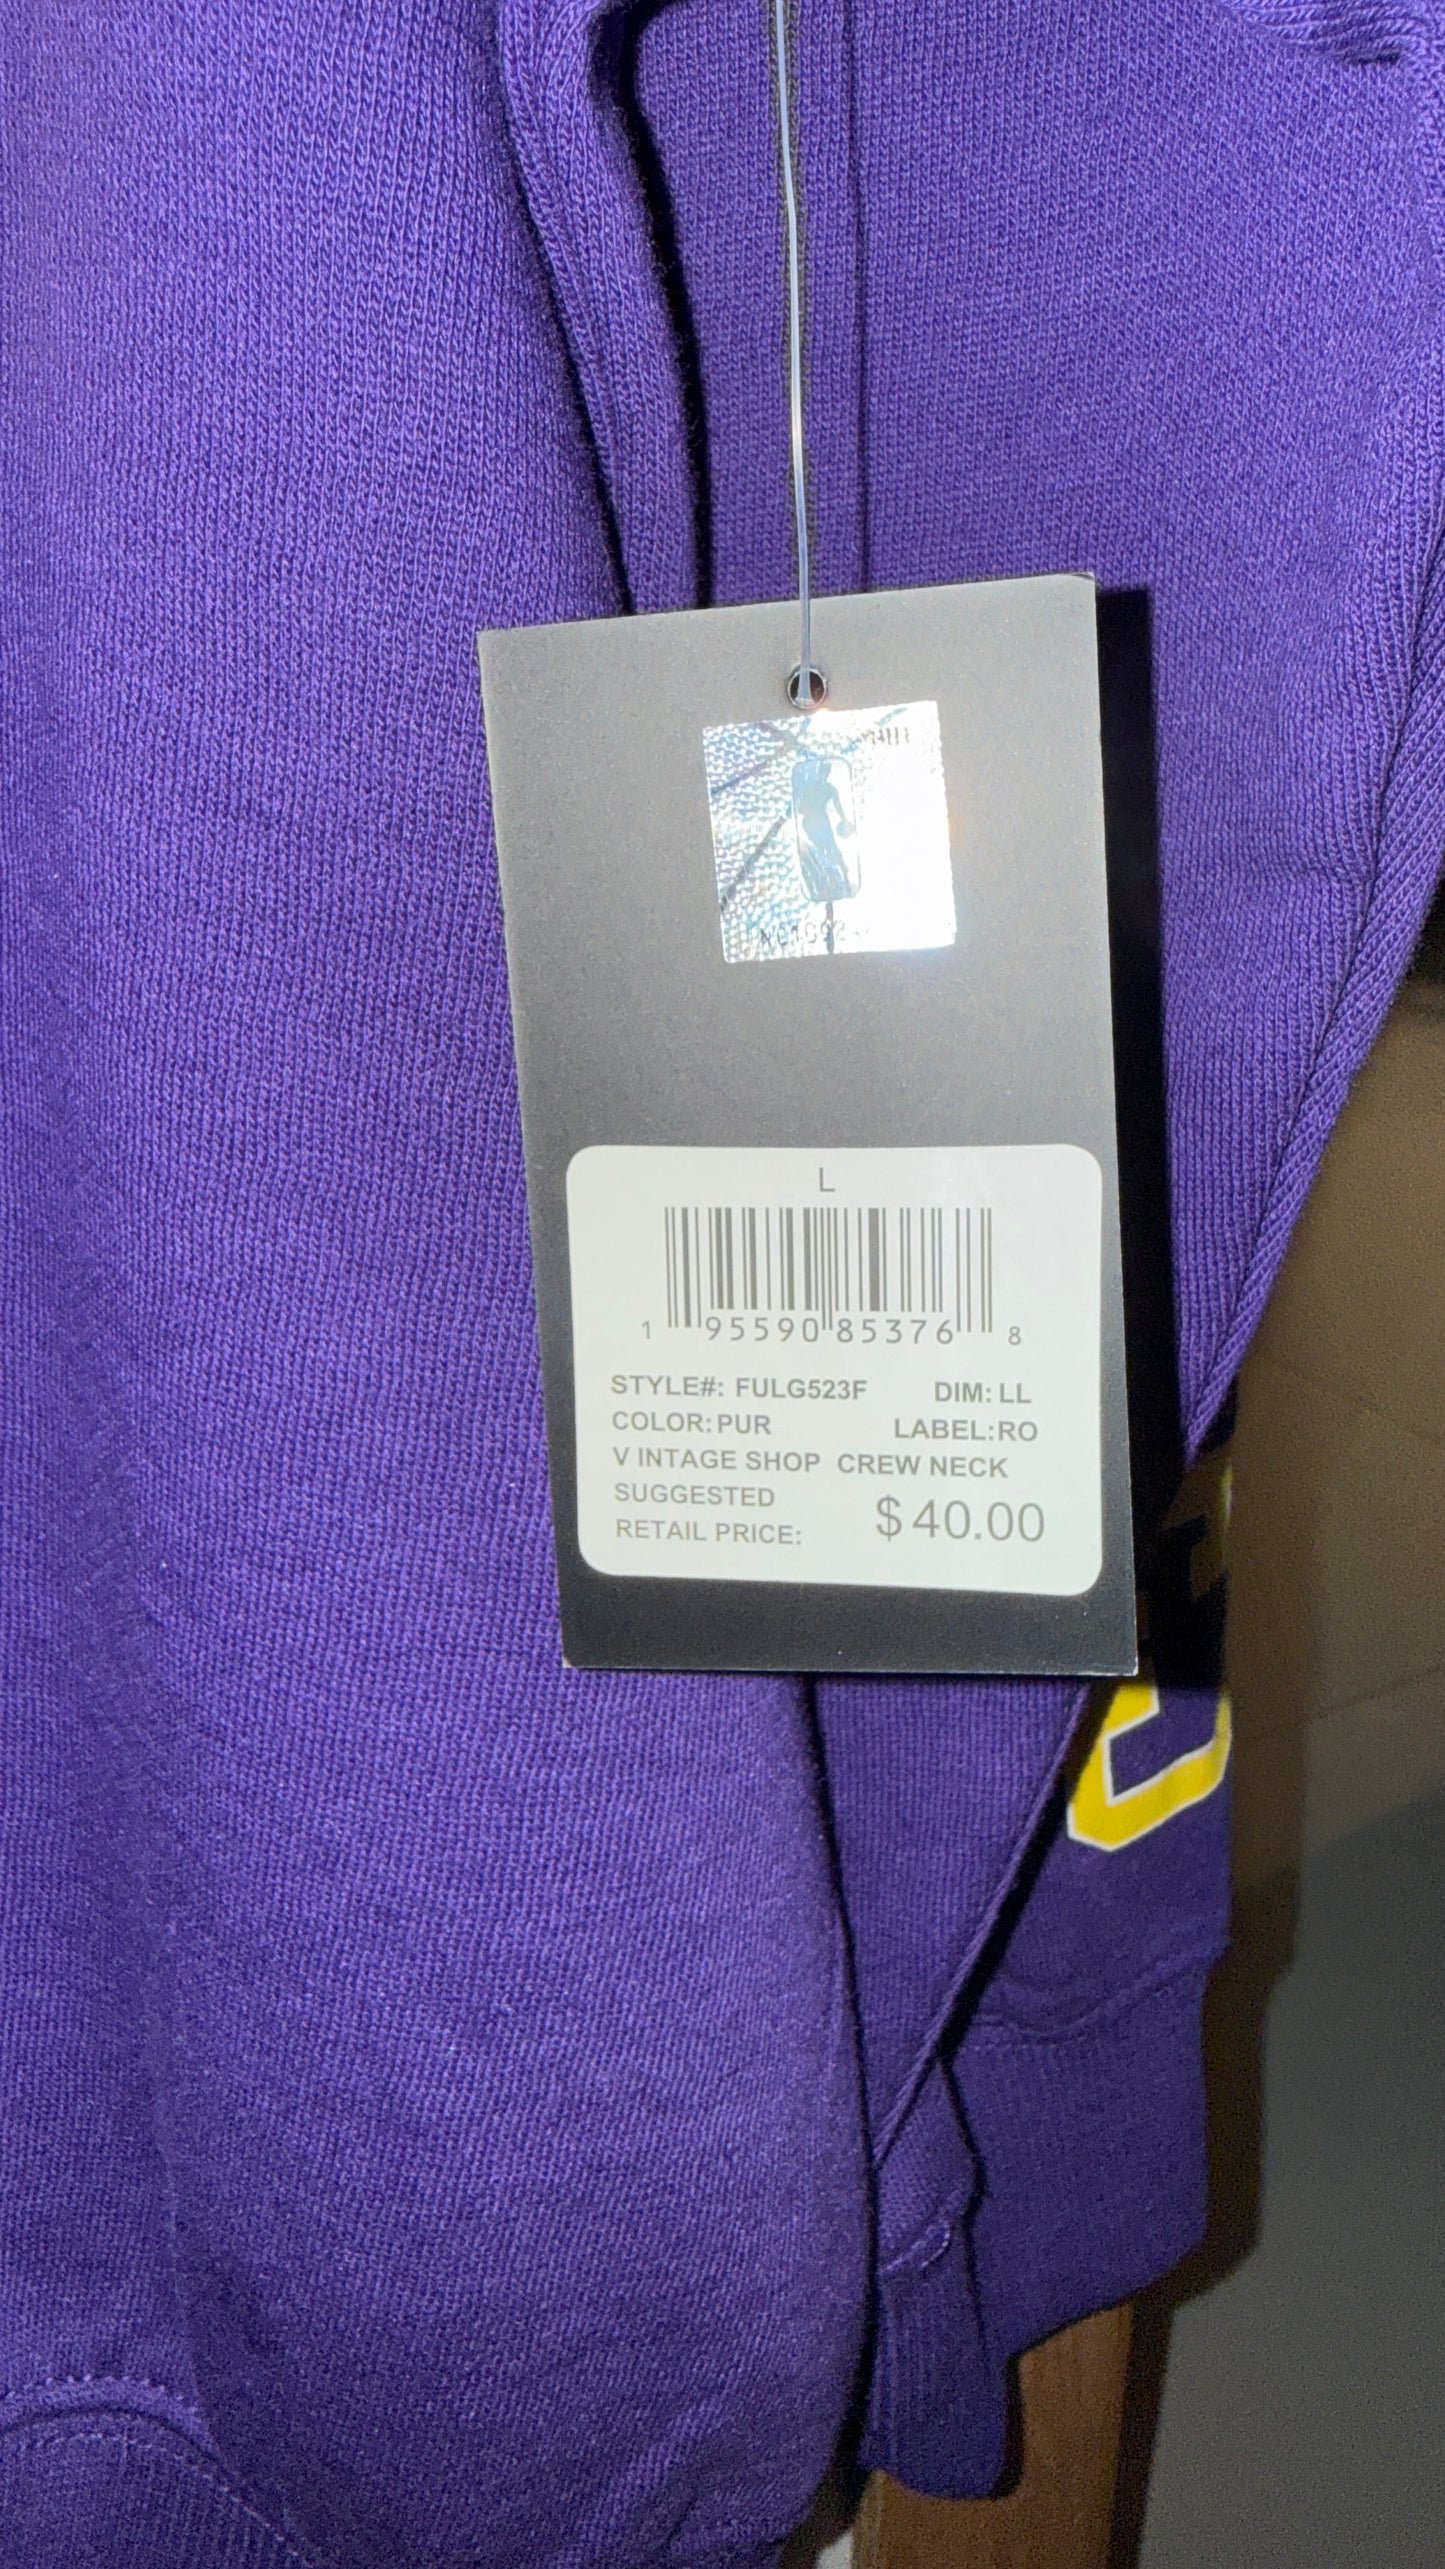 L
1 95590 85376 8
STYLE#: FULG523F DIM: LL
COLOR: PUR LABEL: RO
V INTAGE SHOP CREW NECK
SUGGESTED
RETAIL PRICE: $40.00